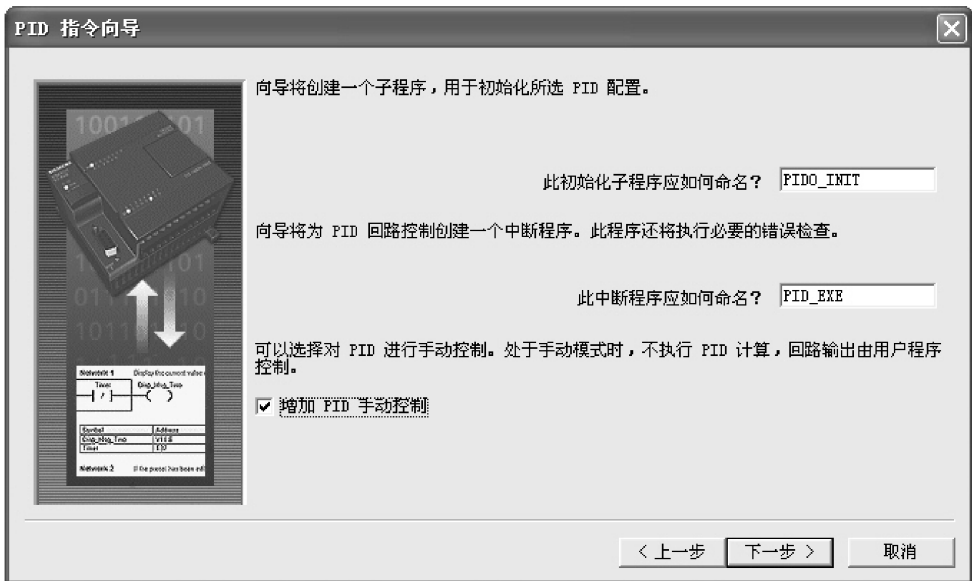 PID 指令向导
向导将创建一个子程序,用于初始化所选 PID 配置。
此初始化子程序应如何命名? PID0_INIT
向导将为 PID 回路控制创建一个中断程序。此程序还将执行必要的错误检查。
此中断程序应如何命名? PID_EXE
可以选择对 PID 进行手动控制。处于手动模式时,不执行 PID 计算,回路输出由用户程序
控制。
增加 PID 手动控制
Network 1
Symbol Address
Network 2
< 上一步 下一步 > 取消